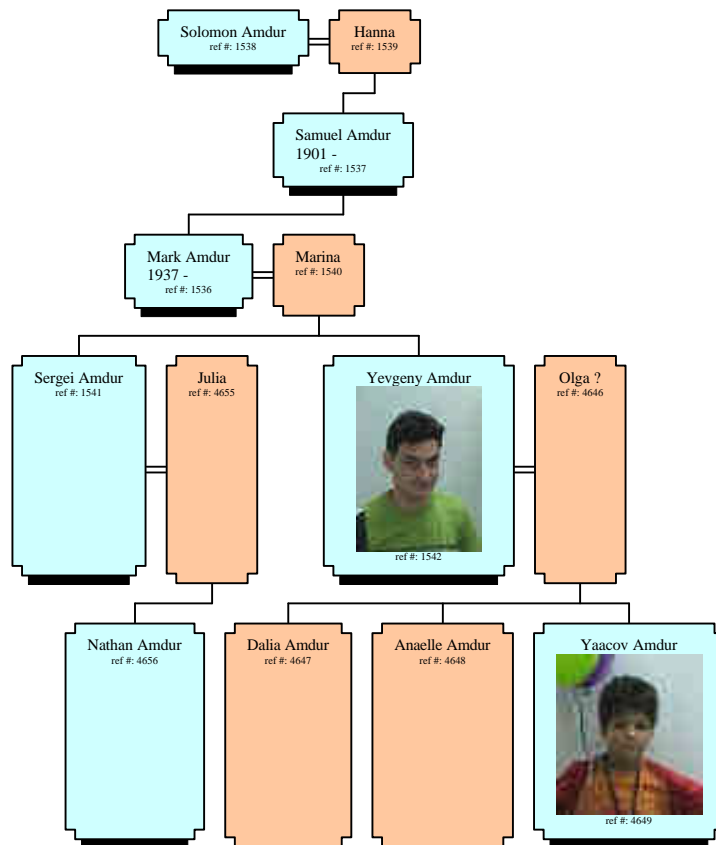 Solomon Amdur
ref #: 1538
Hanna
ref #: 1539
Samuel Amdur
1901 -
ref #: 1537
Mark Amdur
1937 -
ref #: 1536
Marina
ref #: 1540
Sergei Amdur
ref #: 1541
Julia
ref #: 4655
Yevgeny Amdur
ref #: 1542
Olga ?
ref #: 4646
Nathan Amdur
ref #: 4656
Dalia Amdur
ref #: 4647
Anaelle Amdur
ref #: 4648
Yaacov Amdur
ref #: 4649